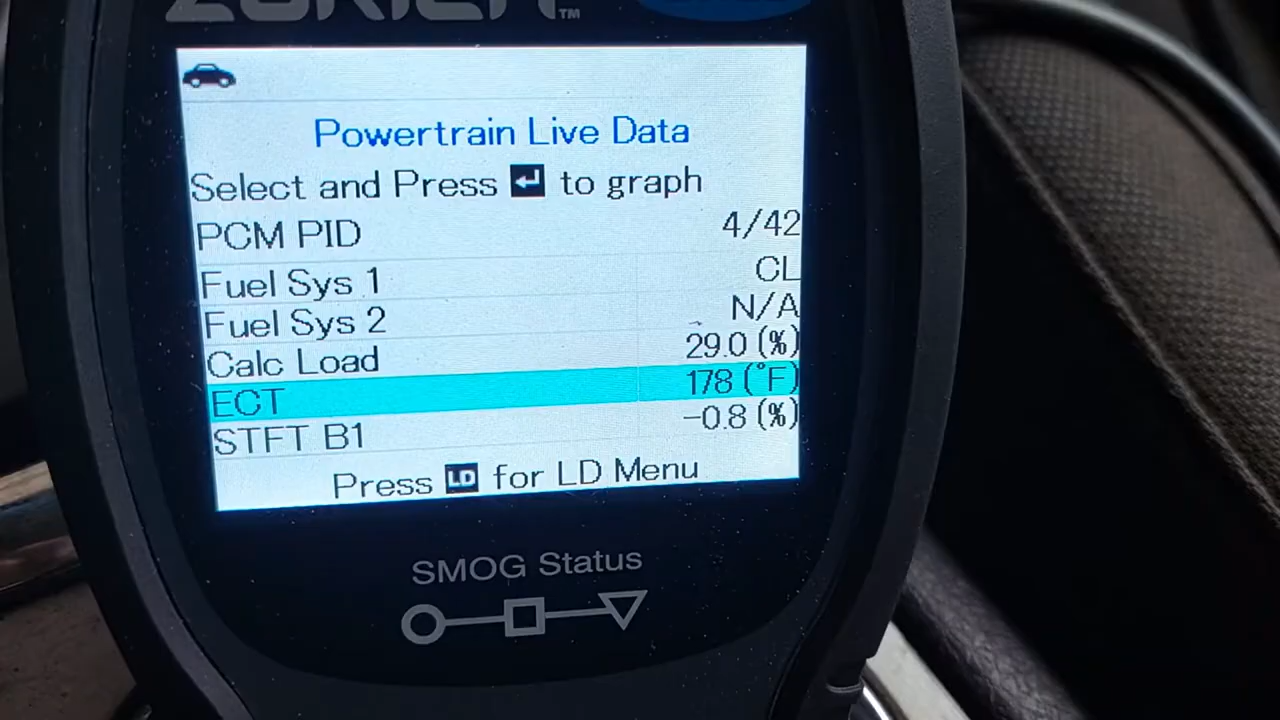 ZURICH™
Powertrain Live Data
Select and Press ↵ to graph
PCM PID 4/42
Fuel Sys 1 CL
Fuel Sys 2 N/A
Calc Load 29.0 (%)
ECT 178 (°F)
STFT B1 -0.8 (%)
Press LD for LD Menu
SMOG Status